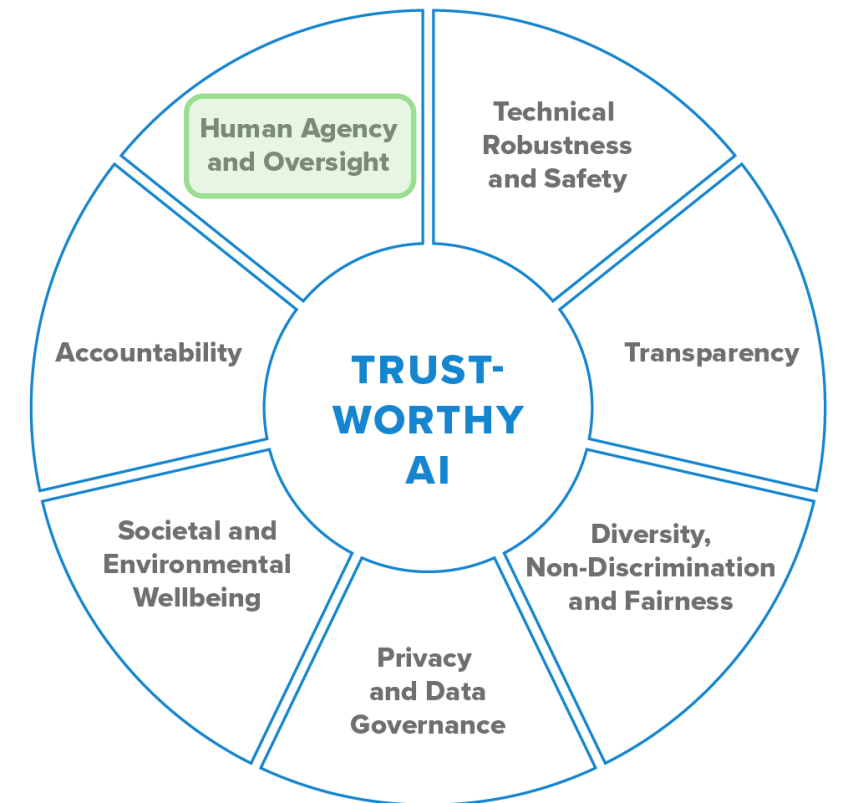 Human Agency
and Oversight
Technical
Robustness
and Safety
Accountability
TRUST-
WORTHY
AI
Transparency
Societal and
Environmental
Wellbeing
Diversity,
Non-Discrimination
and Fairness
Privacy
and Data
Governance